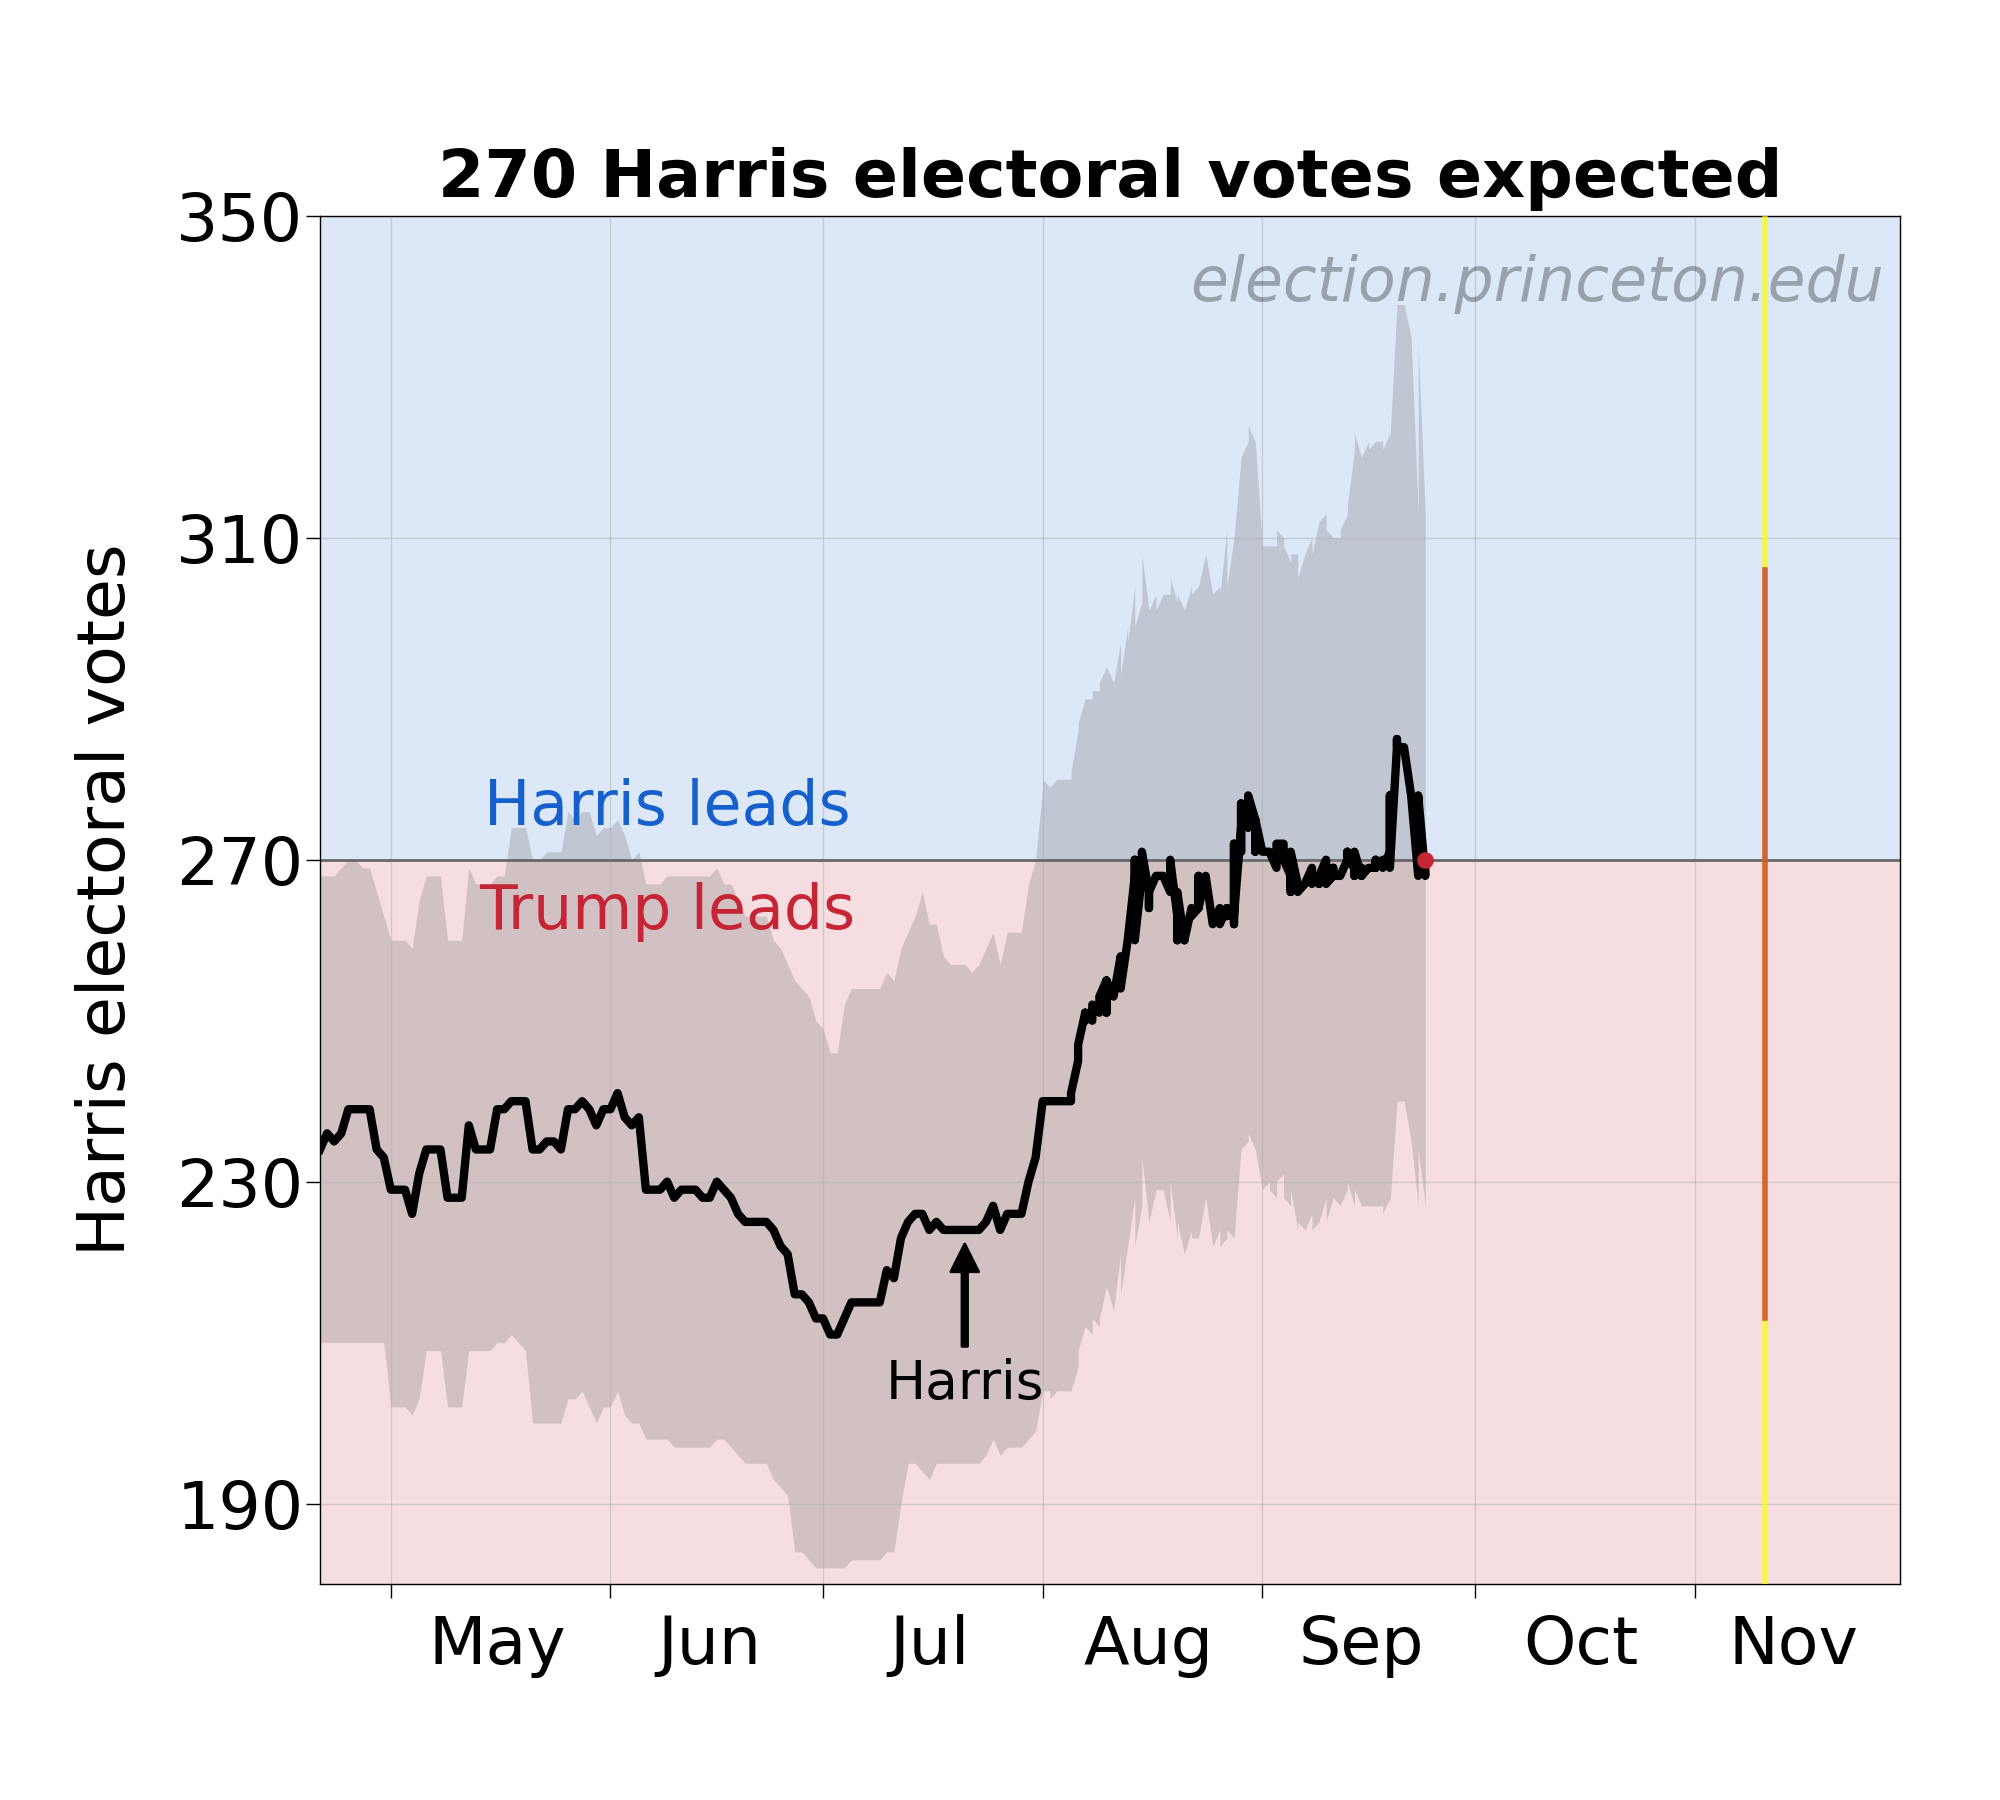 270 Harris electoral votes expected
election.princeton.edu
350
310
270
230
190
Harris electoral votes
Harris leads
Trump leads
Harris
May Jun Jul Aug Sep Oct Nov